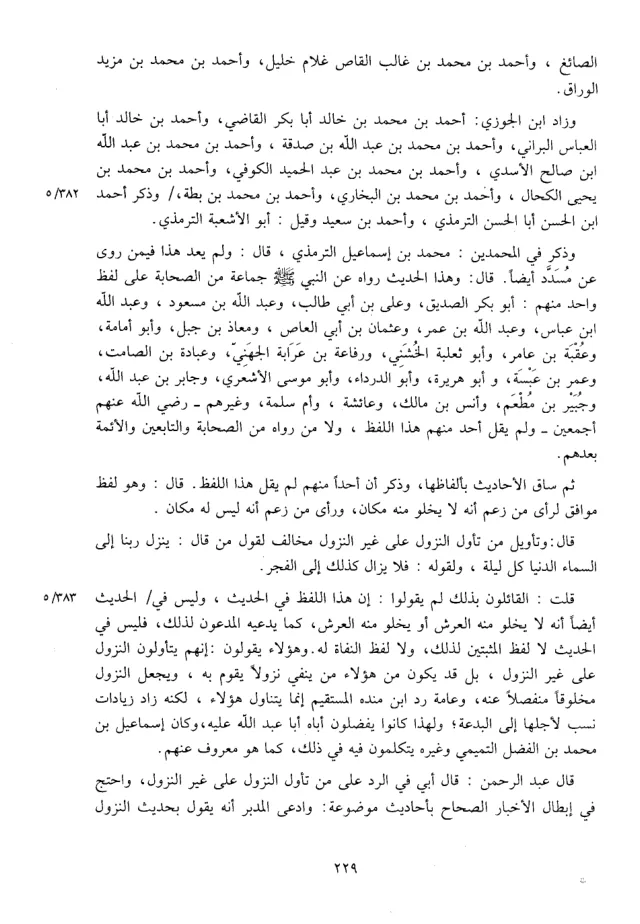 الصائغ ، وأحمد بن محمد بن غالب القاص غلام خليل، وأحمد بن محمد بن مزيد
الوراق.
وزاد ابن الجوزي: أحمد بن محمد بن خالد أبا بكر القاضي، وأحمد بن خالد أبا
العباس البراني، وأحمد بن محمد بن عبد الله بن صدقة ، وأحمد بن محمد بن عبد الله
ابن صالح الأسدي ، وأحمد بن محمد بن عبد الحميد الكوفي، وأحمد بن محمد بن
يحيى الكحال ، وأحمد بن محمد بن البخاري، وأحمد بن محمد بن بطة،/ وذكر أحمد ٥/٣٨٢
ابن الحسن أبا الحسن الترمذي ، وأحمد بن سعيد وقيل : أبو الأشعبة الترمذي.
وذكر في المحمدين : محمد بن إسماعيل الترمذي ، قال : ولم يعد هذا فيمن روى
عن مُسَدَّد أيضاً. قال: وهذا الحديث رواه عن النبي ﷺ جماعة من الصحابة على لفظ
واحد منهم : أبو بكر الصديق، وعلى بن أبي طالب، وعبد الله بن مسعود ، وعبد الله
ابن عباس، وعبد الله بن عمر، وعثمان بن أبي العاص ، ومعاذ بن جبل، وأبو أمامة،
وعُقْبَة بن عامر، وأبو ثعلبة الخُشَنِي، ورفاعة بن عَرَابة الجهَنِيّ، وعبادة بن الصامت،
وعمر بن عَبْسَة، و أبو هريرة، وأبو الدرداء، وأبو موسى الأشعري، وجابر بن عبد الله،
وجُبَيْر بن مُطْعَم، وأنس بن مالك، وعائشة ، وأم سلمة، وغيرهم ـ رضي الله عنهم
أجمعين ـ ولم يقل أحد منهم هذا اللفظ ، ولا من رواه من الصحابة والتابعين والأئمة
بعدهم.
ثم ساق الأحاديث بألفاظها، وذكر أن أحداً منهم لم يقل هذا اللفظ. قال : وهو لفظ
موافق لرأى من زعم أنه لا يخلو منه مكان، ورأى من زعم أنه ليس له مكان .
قال:وتأويل من تأول النزول على غير النزول مخالف لقول من قال : ينزل ربنا إلى
السماء الدنيا كل ليلة ، ولقوله : فلا يزال كذلك إلى الفجر.
قلت : القائلون بذلك لم يقولوا : إن هذا اللفظ في الحديث ، وليس في/ الحديث ٥/٣٨٣
أيضاً أنه لا يخلو منه العرش أو يخلو منه العرش، كما يدعيه المدعون لذلك، فليس في
الحديث لا لفظ المثبتين لذلك، ولا لفظ النفاة له.وهؤلاء يقولون :إنهم يتأولون النزول
على غير النزول ، بل قد يكون من هؤلاء من ينفي نزولاً يقوم به ، ويجعل النزول
مخلوقاً منفصلاً عنه، وعامة رد ابن منده المستقيم إنما يتناول هؤلاء ، لكنه زاد زيادات
نسب لأجلها إلى البدعة؛ ولهذا كانوا يفضلون أباه أبا عبد الله عليه،وكان إسماعيل بن
محمد بن الفضل التميمي وغيره يتكلمون فيه في ذلك، كما هو معروف عنهم.
قال عبد الرحمن : قال أبي في الرد على من تأول النزول على غير النزول، واحتج
في إبطال الأخبار الصحاح بأحاديث موضوعة: وادعى المدبر أنه يقول بحديث النزول
٢٢٩